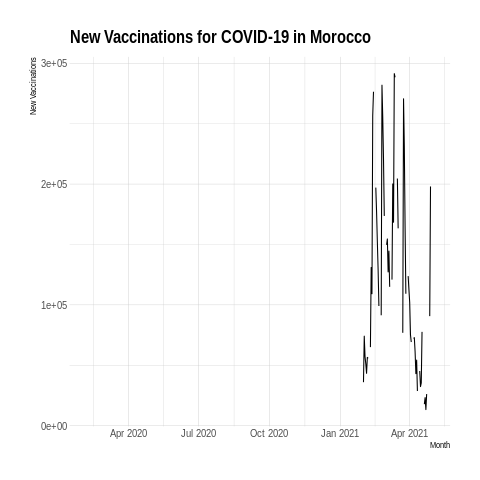 New Vaccinations for COVID-19 in Morocco
New Vaccinations
3e+05
2e+05
1e+05
0e+00
Apr 2020 Jul 2020 Oct 2020 Jan 2021 Apr 2021
Month